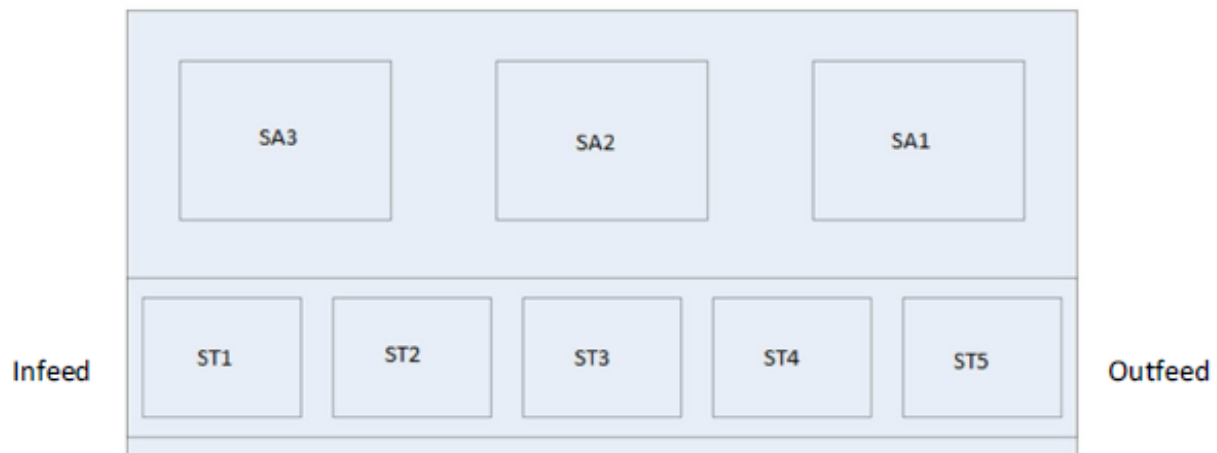 SA3
SA2
SA1
Infeed
ST1
ST2
ST3
ST4
ST5
Outfeed